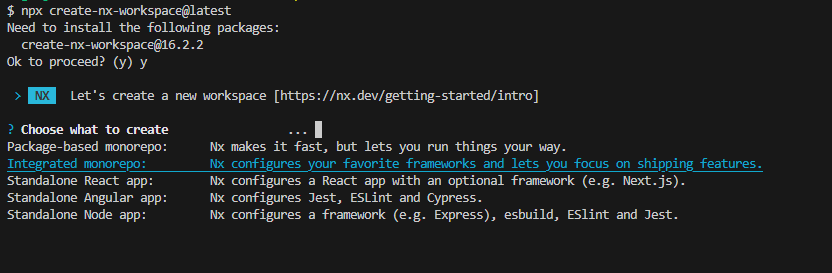 $ npx create-nx-workspace@latest
Need to install the following packages:
  create-nx-workspace@16.2.2
Ok to proceed? (y) y
 >  NX   Let's create a new workspace [https://nx.dev/getting-started/intro]
? Choose what to create                 ...
Package-based monorepo:     Nx makes it fast, but lets you run things your way.
Integrated monorepo:        Nx configures your favorite frameworks and lets you focus on shipping features.
Standalone React app:       Nx configures a React app with an optional framework (e.g. Next.js).
Standalone Angular app:     Nx configures Jest, ESLint and Cypress.
Standalone Node app:        Nx configures a framework (e.g. Express), esbuild, ESlint and Jest.